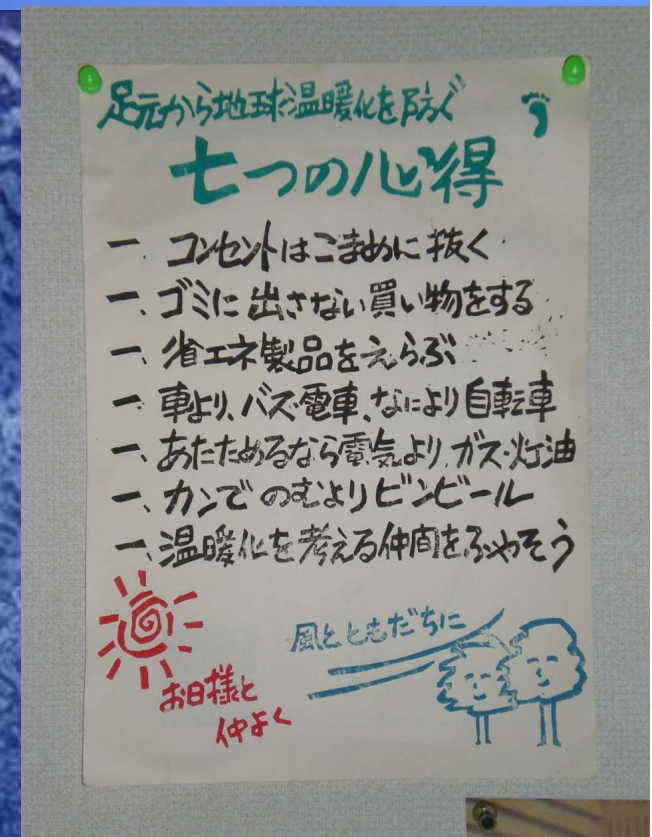 足元から地球温暖化を防ぐ
七つの心得
一、コンセントはこまめに抜く
一、ゴミに出さない買い物をする
一、省エネ製品をえらぶ
一、車より、バス・電車、なにより自転車
一、あたためるなら電気より、ガス・灯油
一、カンでのむよりビンビール
一、温暖化を考える仲間をふやそう
風とともだちに
お日様と
仲よく